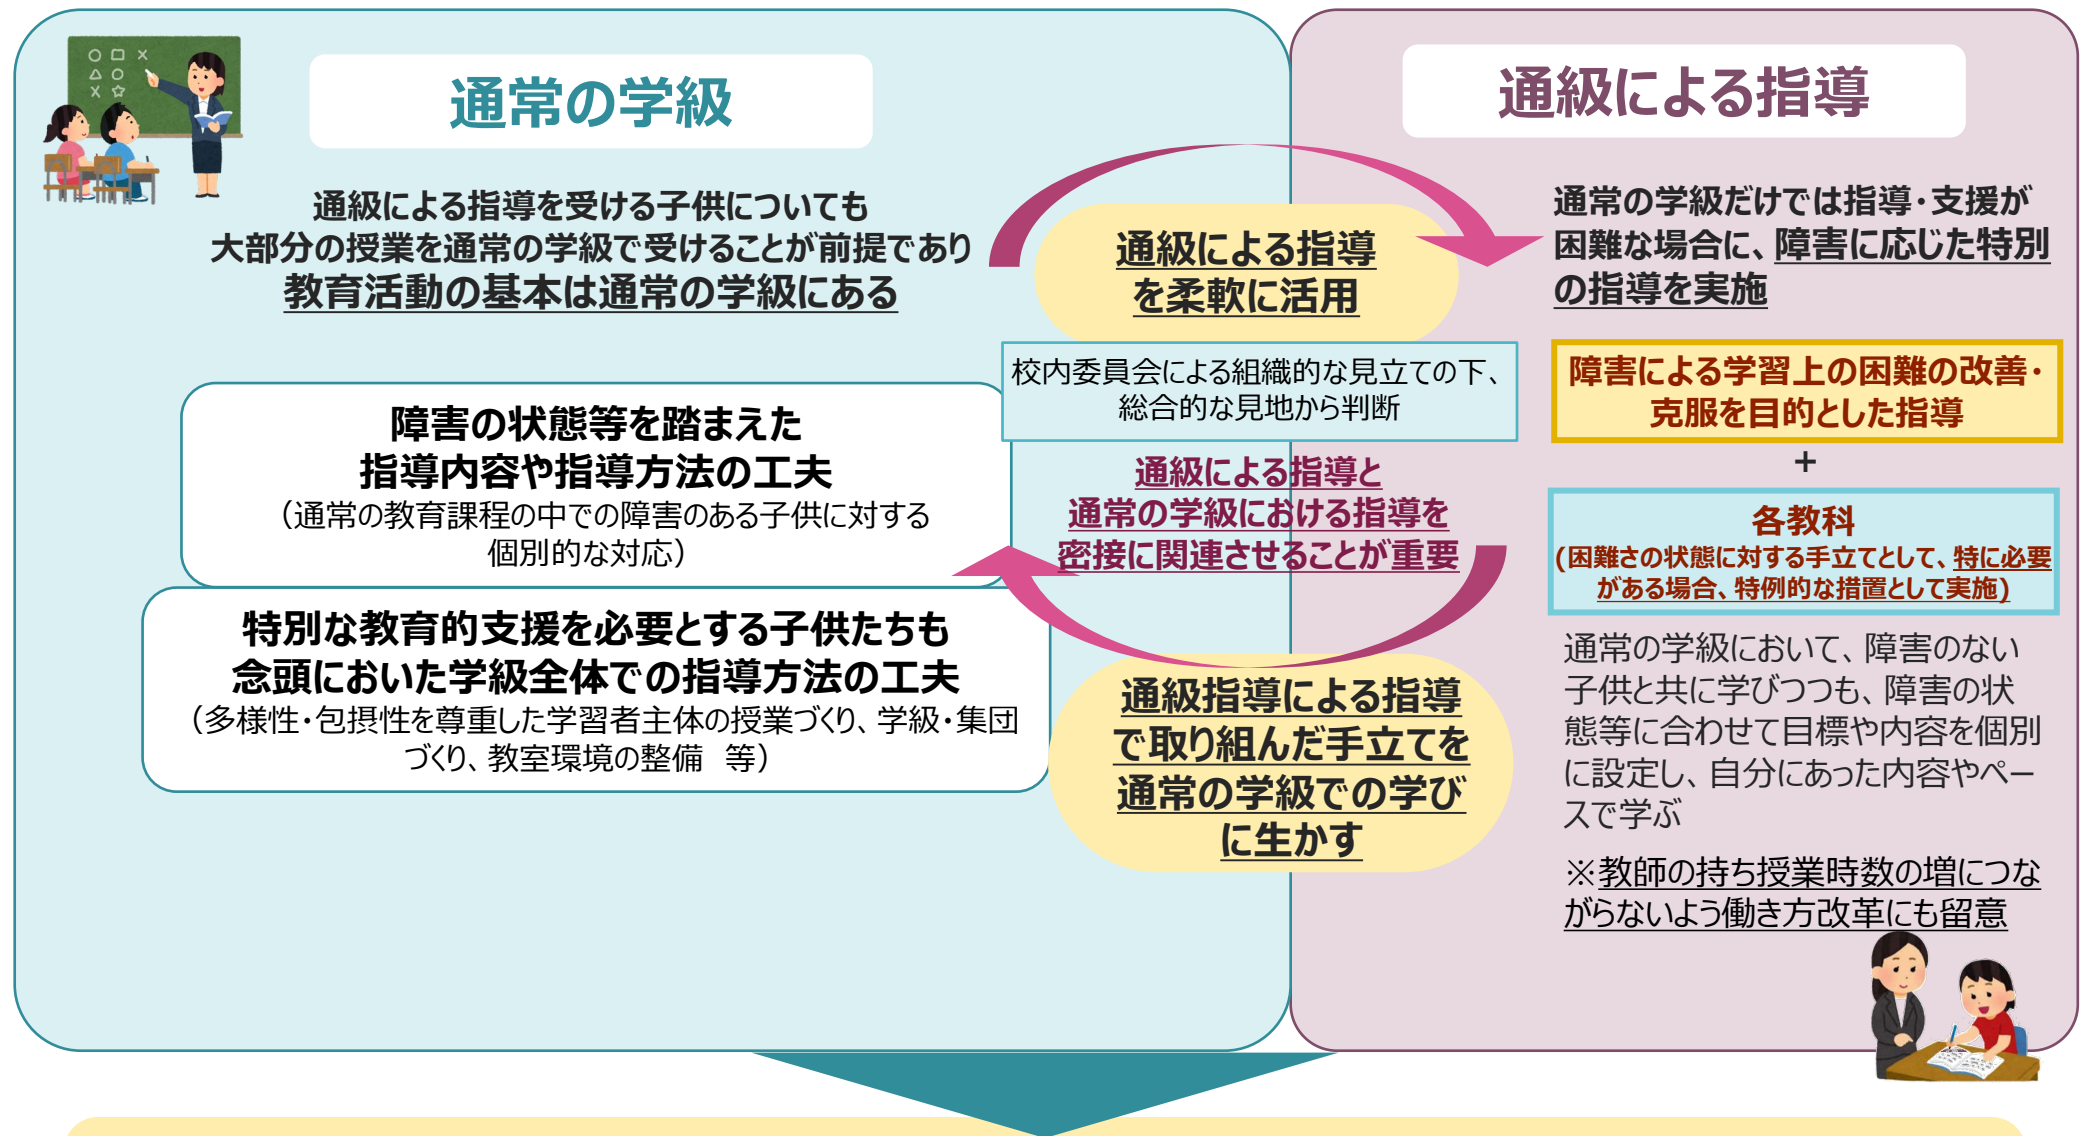 通常の学級
通級による指導を受ける子供についても
大部分の授業を通常の学級で受けることが前提であり
教育活動の基本は通常の学級にある
障害の状態等を踏まえた
指導内容や指導方法の工夫
（通常の教育課程の中での障害のある子供に対する
個別的な対応）
特別な教育的支援を必要とする子供たちも
念頭においた学級全体での指導方法の工夫
（多様性・包摂性を尊重した学習者主体の授業づくり、学級・集団
づくり、教室環境の整備　等）
通級による指導
を柔軟に活用
校内委員会による組織的な見立ての下、
総合的な見地から判断
通級による指導と
通常の学級における指導を
密接に関連させることが重要
通級指導による指導
で取り組んだ手立てを
通常の学級での学び
に生かす
通級による指導
通常の学級だけでは指導・支援が
困難な場合に、障害に応じた特別
の指導を実施
障害による学習上の困難の改善・
克服を目的とした指導
+
各教科
(困難さの状態に対する手立てとして、特に必要
がある場合、特例的な措置として実施)
通常の学級において、障害のない
子供と共に学びつつも、障害の状
態等に合わせて目標や内容を個別
に設定し、自分にあった内容やペー
スで学ぶ
※教師の持ち授業時数の増につな
がらないよう働き方改革にも留意